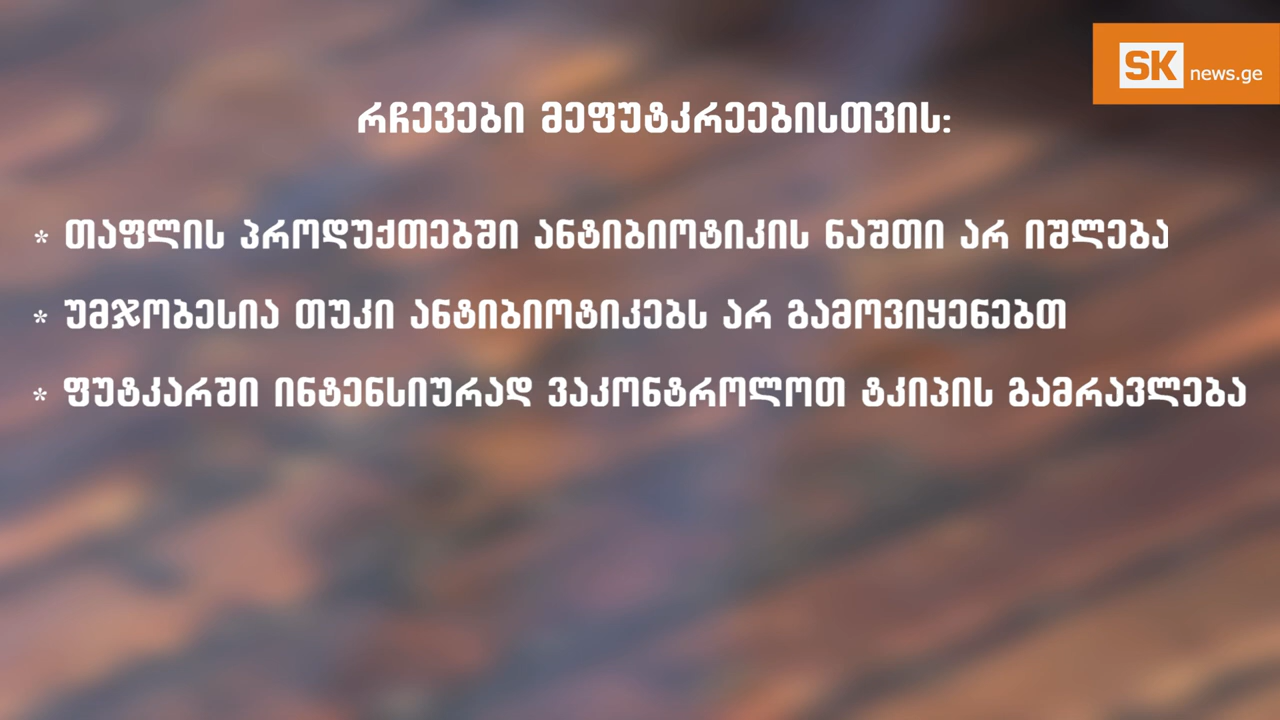 SK news.ge
რჩევები მეფუტკრეებისთვის:
* თაფლის პროდუქტებში ანტიბიოტიკის ნაშთი არ იშლება
* უმჯობესია თუკი ანტიბიოტიკებს არ გამოვიყენებთ
* ფუტკარში ინტენსიურად ვაკონტროლოთ ტკიპის გამრავლება